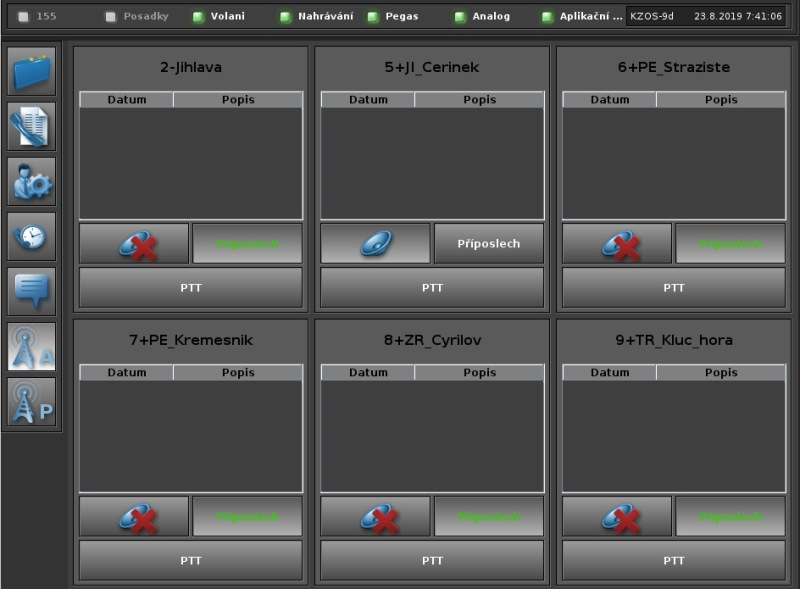 155 Posadky Volani Nahrávání Pegas Analog Aplikační ... KZOS-9d 23.8.2019 7:41:06
2-Jihlava 5+JI_Cerinek 6+PE_Straziste
Datum Popis Datum Popis Datum Popis
Příposlech Příposlech Příposlech
PTT PTT PTT
A
P
7+PE_Kremesnik 8+ZR_Cyrilov 9+TR_Kluc_hora
Datum Popis Datum Popis Datum Popis
Příposlech Příposlech Příposlech
PTT PTT PTT